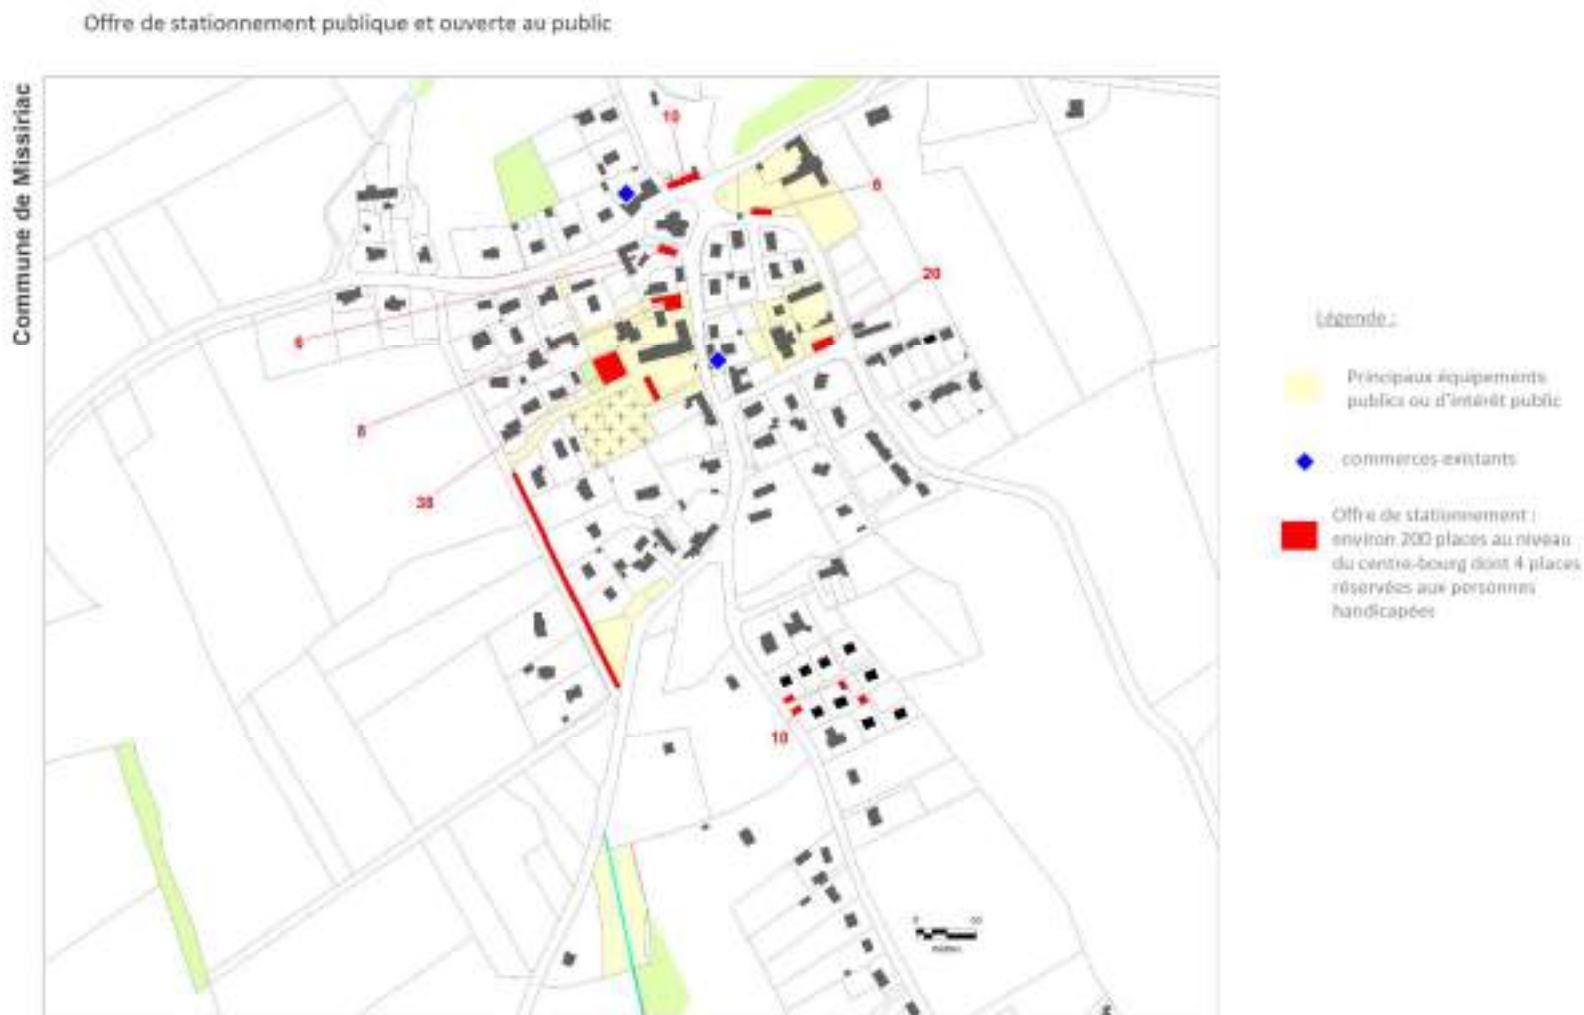 Offre de stationnement publique et ouverte au public
Commune de Missiriac
10
6
20
6
8
38
10
Légende :
Principaux équipements
publics ou d'intérêt public
commerces existants
Offre de stationnement :
environ 200 places au niveau
du centre-bourg dont 4 places
réservées aux personnes
handicapées
0 50